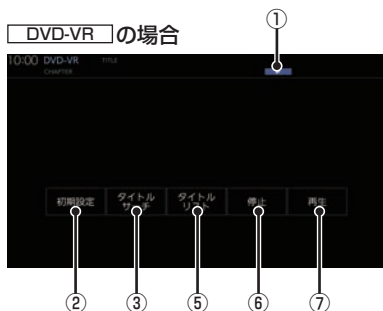 ①
DVD-VR の場合
10:00 DVD-VR TITLE
CHAPTER
初期設定 タイトルサーチ タイトルリスト 停止 再生
② ③ ⑤ ⑥ ⑦